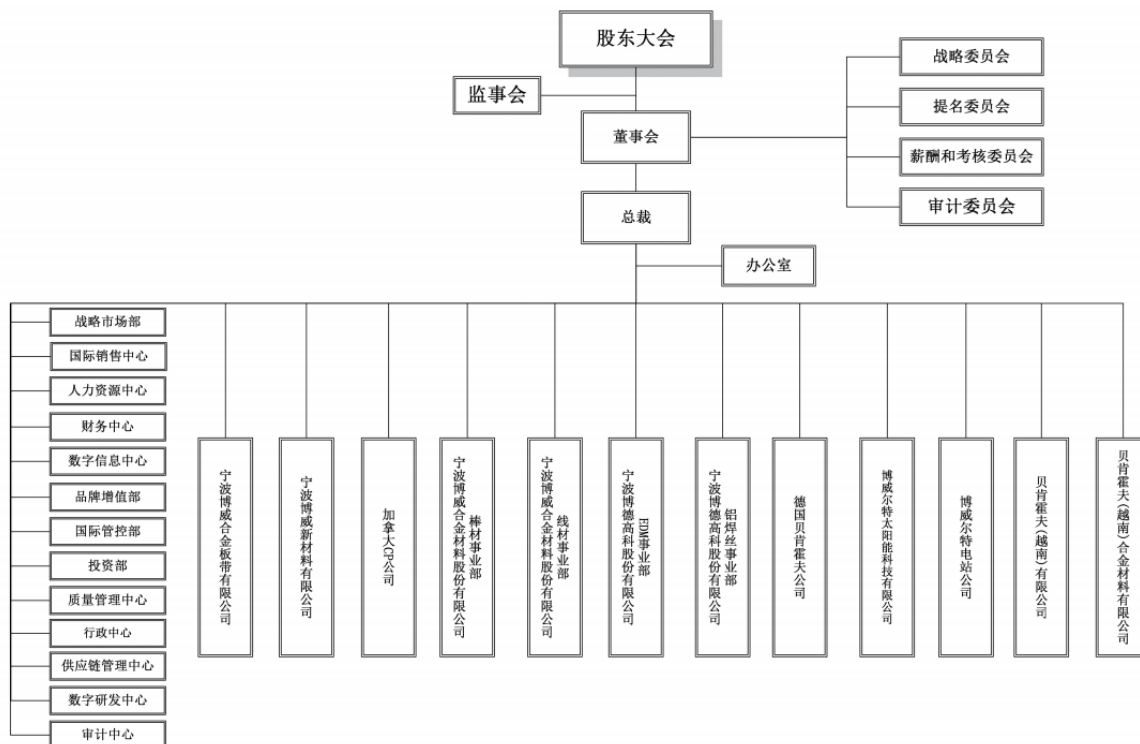 股东大会
监事会
董事会
总裁
办公室
战略委员会
提名委员会
薪酬和考核委员会
审计委员会
战略市场部
国际销售中心
人力资源中心
财务中心
数字信息中心
品牌增值部
国际管控部
投资部
质量管理中心
行政中心
供应链管理中心
数字研发中心
审计中心
宁波博威合金板带有限公司
宁波博威新材料有限公司
加拿大CP公司
宁波博威合金材料股份有限公司
棒材事业部
宁波博威合金材料股份有限公司
线材事业部
宁波博德高科股份有限公司
EDM事业部
宁波博德高科股份有限公司
铝焊丝事业部
德国贝肯霍夫公司
博威尔特太阳能科技有限公司
博威尔特电站公司
贝肯霍夫（越南）有限公司
贝肯霍夫（越南）合金材料有限公司